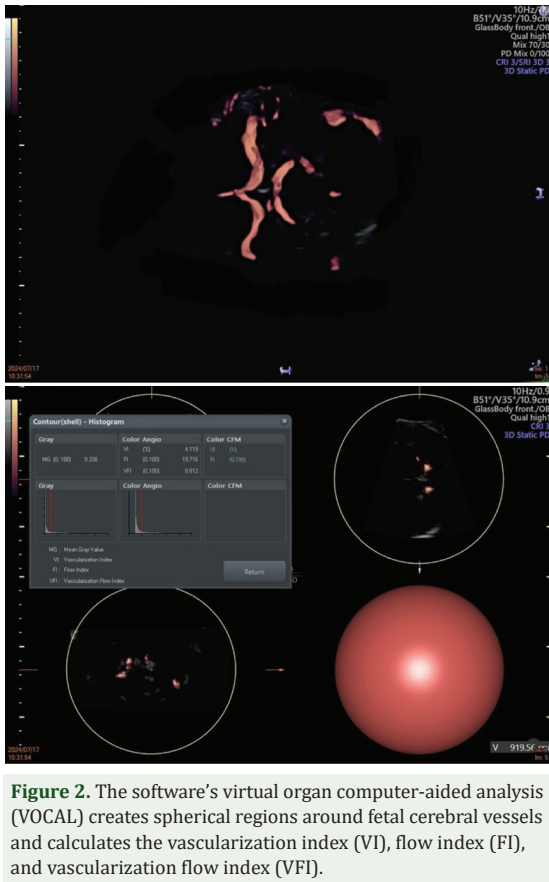 10Hz/0.9
B51°/V35°/10.9cm
GlassBody front./OB
Qual high1
Mix 70/30
PD Mix 0/100
CRI 3/SRI 3D 3
3D Static PD
2024/07/17
10:31:54
10Hz/0.9
B51°/V35°/10.9cm
GlassBody front./OB
Qual high1
CRI 3
3D Static PD
Contour(shell) - Histogram
Gray Color Angio Color CFM
MG (0, 100) 9.330 VI (%) 4.119 VI (%)
FI (0,100) 19.716 FI (0,100)
VFI (0,100) 0.812
Gray Color Angio Color CFM
MG : Mean Gray Value
VI : Vascularization Index
FI : Flow Index
VFI : Vascularization Flow Index
Return
V 919.56
2024/07/17
10:31:54
Figure 2. The software's virtual organ computer-aided analysis
(VOCAL) creates spherical regions around fetal cerebral vessels
and calculates the vascularization index (VI), flow index (FI),
and vascularization flow index (VFI).